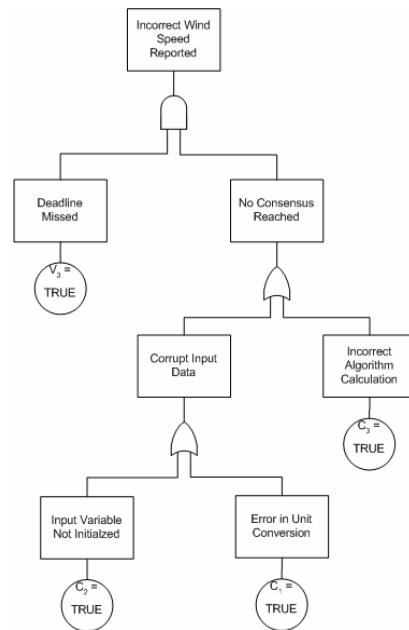 Incorrect Wind
Speed
Reported
Deadline
Missed
No Consensus
Reached
V3 =
TRUE
Corrupt Input
Data
Incorrect
Algorithm
Calculation
C3 =
TRUE
Input Variable
Not Initialzed
Error in Unit
Conversion
C2 =
TRUE
C1 =
TRUE